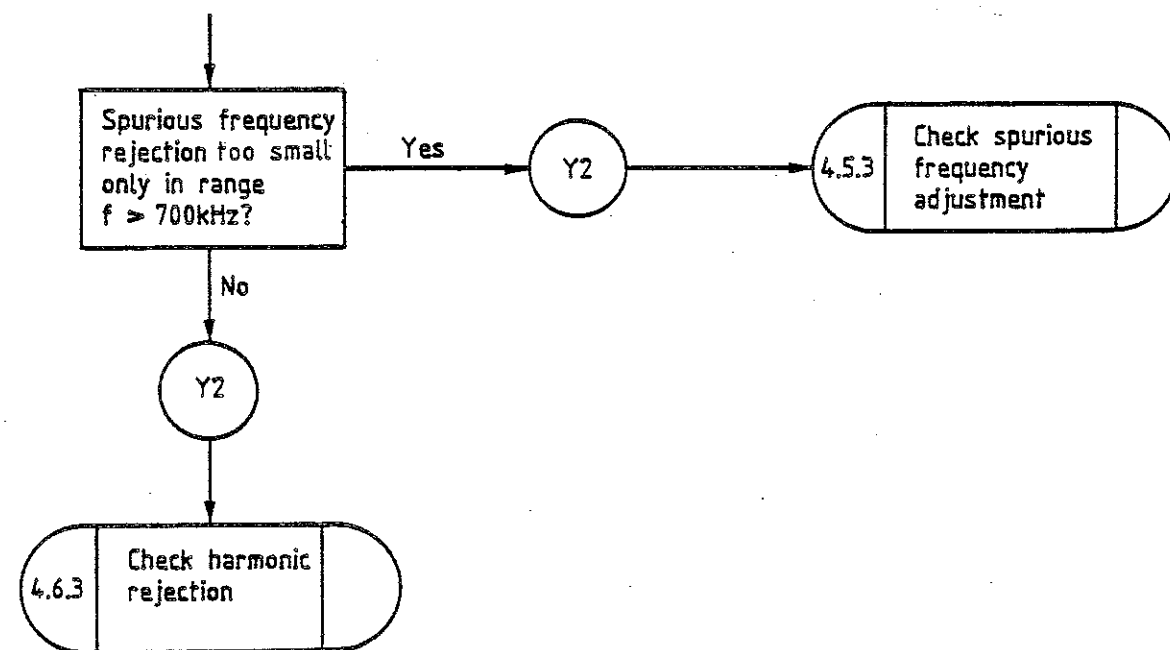 Spurious frequency
rejection too small
only in range
f > 700kHz?
Yes
Y2
4.5.3
Check spurious
frequency
adjustment
No
Y2
4.6.3
Check harmonic
rejection